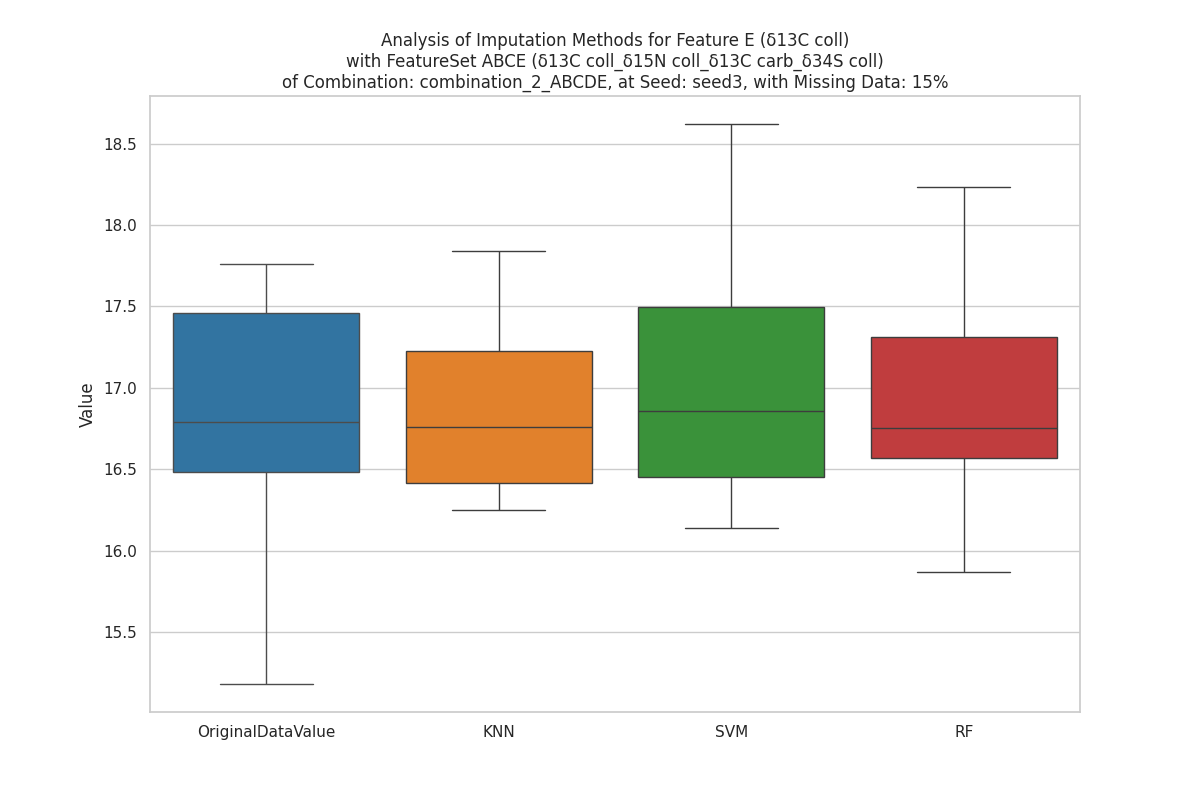 Analysis of Imputation Methods for Feature E (δ13C coll)
with FeatureSet ABCE (δ13C coll_δ15N coll_δ13C carb_δ34S coll)
of Combination: combination_2_ABCDE, at Seed: seed3, with Missing Data: 15%
Value
18.5
18.0
17.5
17.0
16.5
16.0
15.5
OriginalDataValue
KNN
SVM
RF